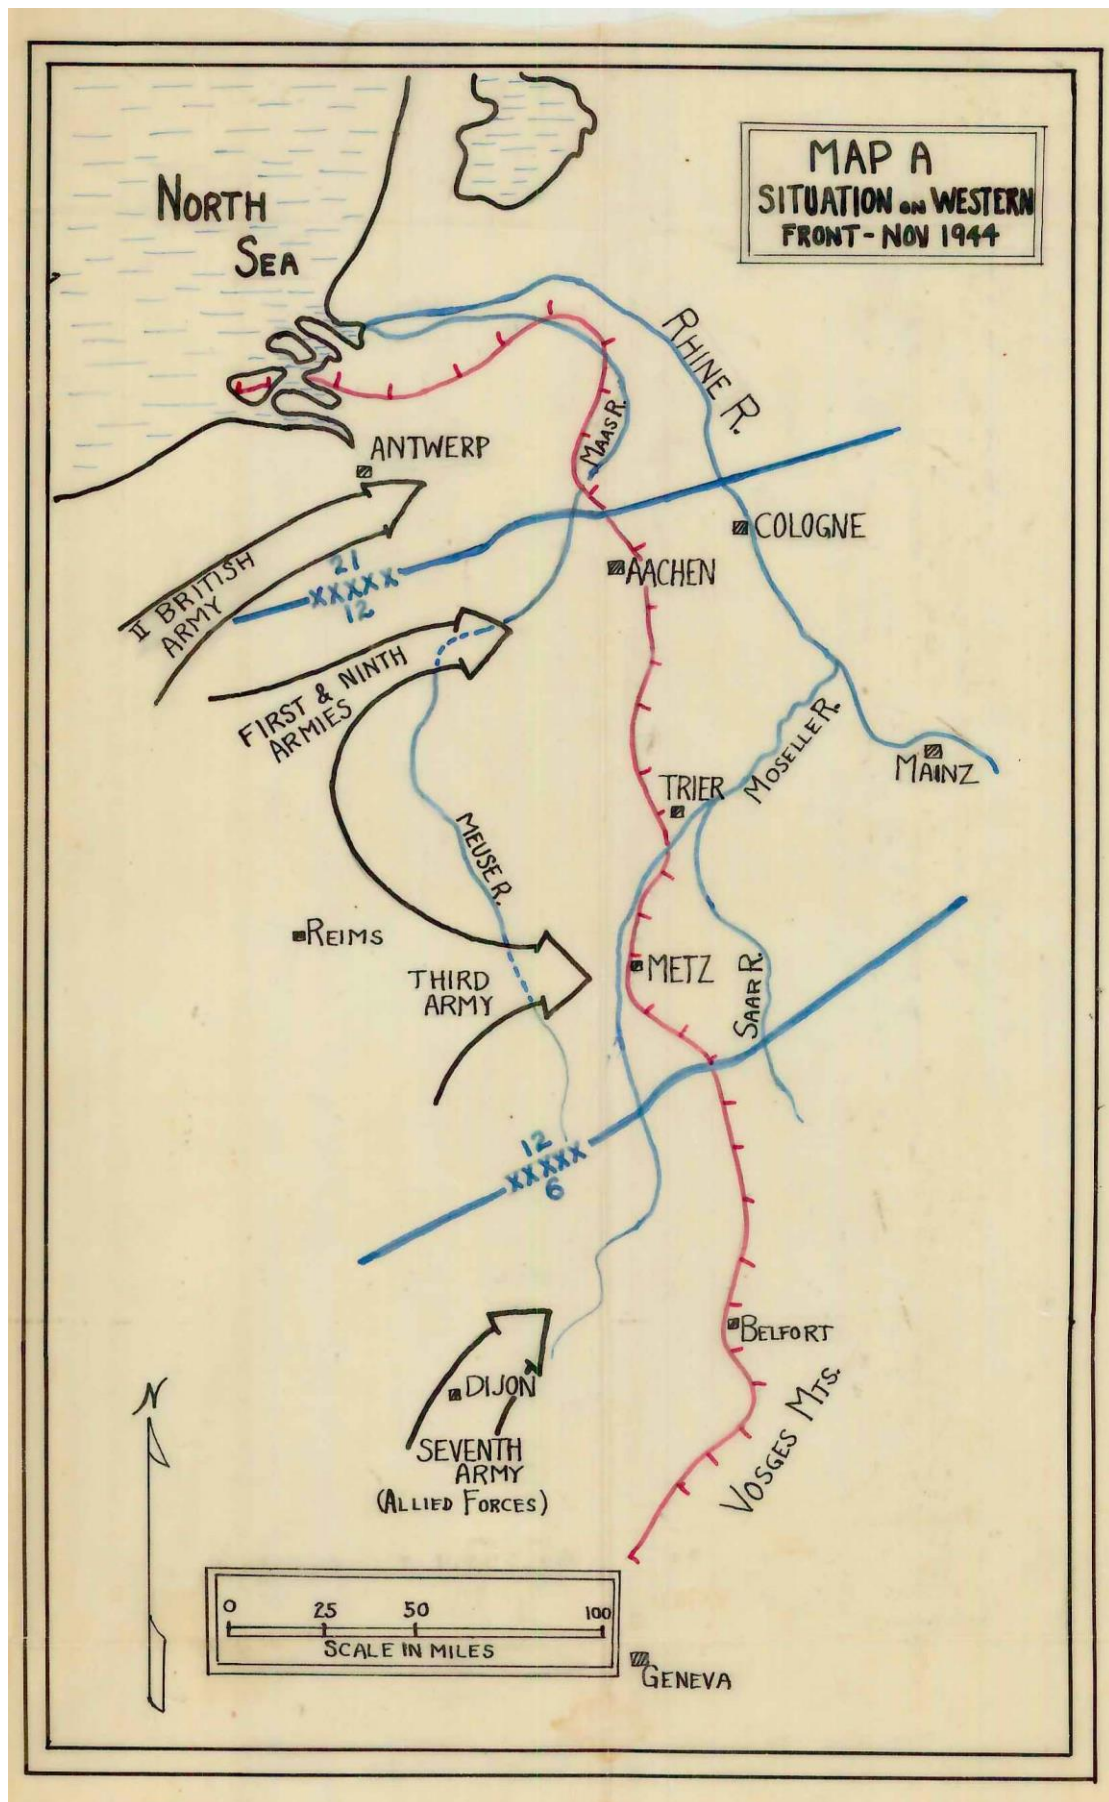 MAP A
SITUATION ON WESTERN
FRONT - NOV 1944
NORTH
SEA
RHINE R.
MAAS R.
ANTWERP
COLOGNE
II BRITISH
ARMY
21
XXXXX
12
AACHEN
FIRST & NINTH
ARMIES
MOSELLE R.
MAINZ
TRIER
MEUSE R.
REIMS
METZ
THIRD
ARMY
SAAR R.
12
XXXXX
6
BELFORT
DIJON
VOSGES MTS.
SEVENTH
ARMY
(ALLIED FORCES)
N
0 25 50 100
SCALE IN MILES
GENEVA